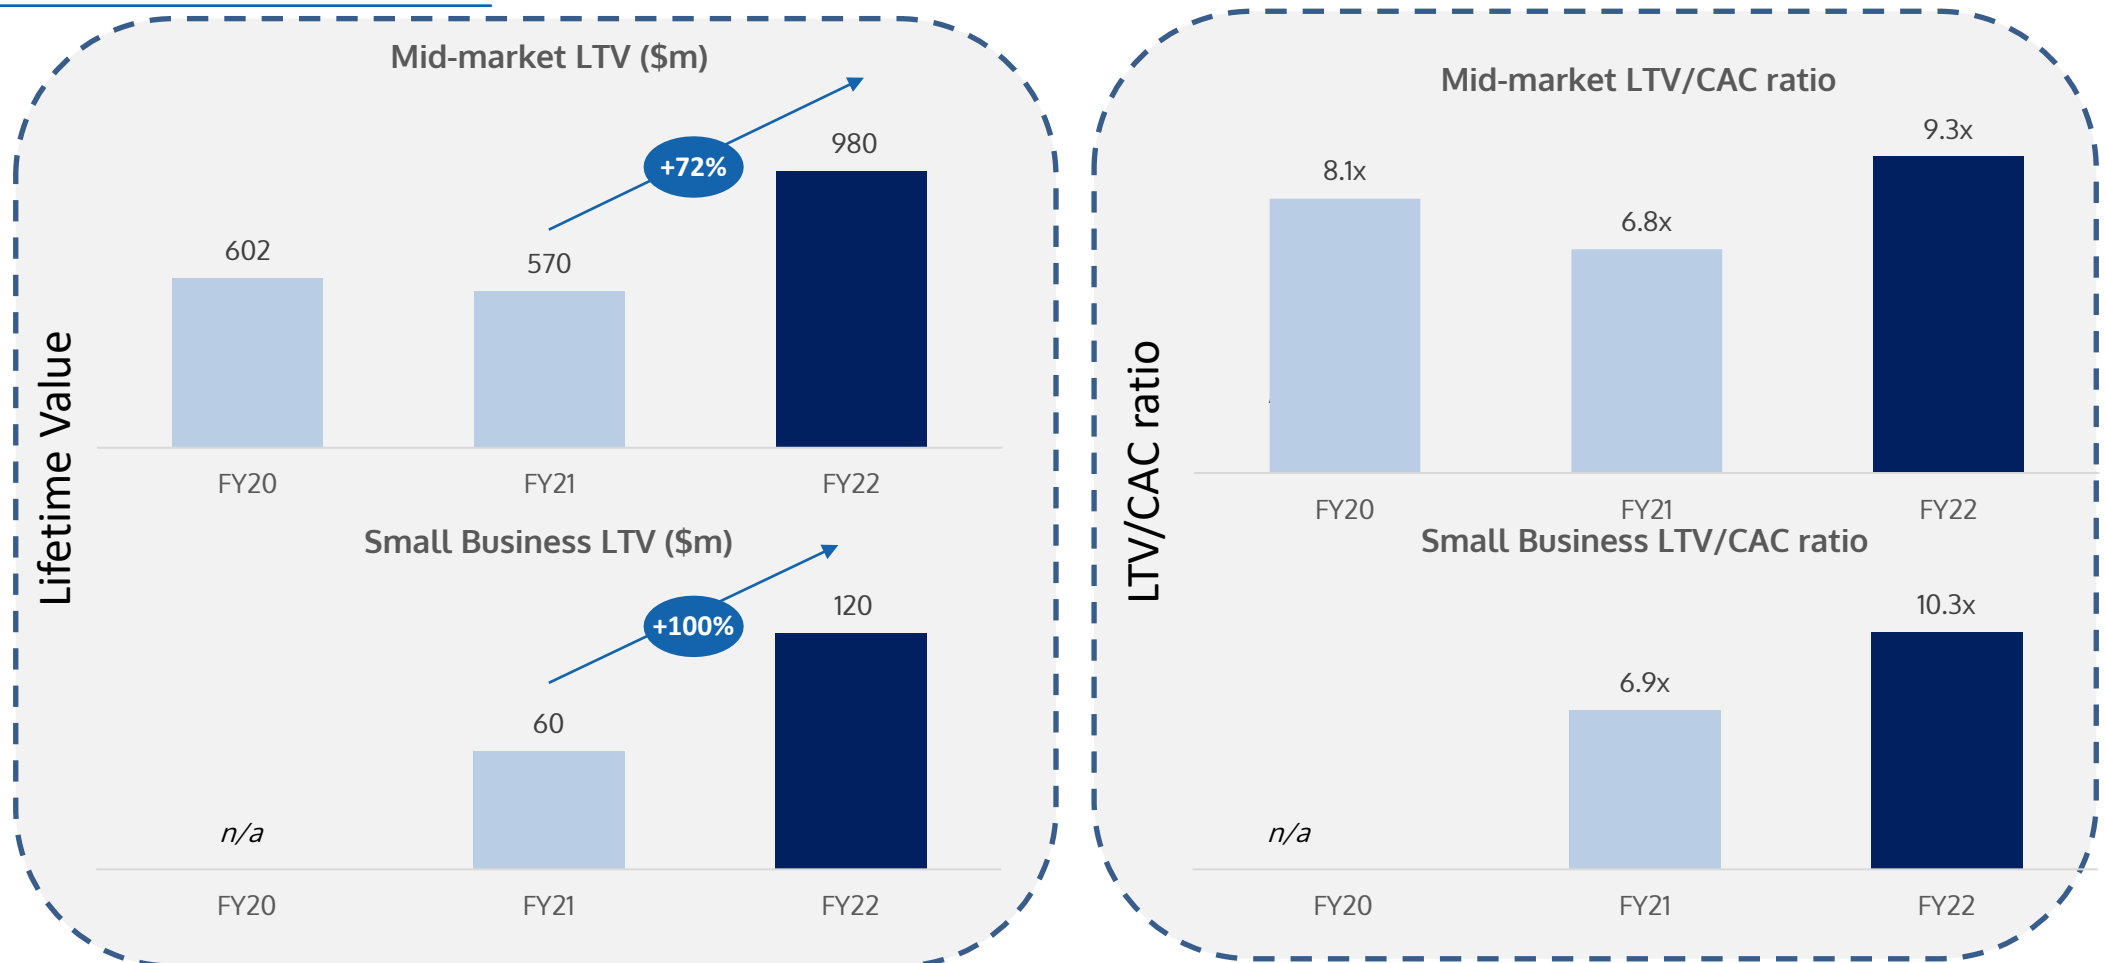 Lifetime Value
Mid-market LTV ($m)
+72%
602
570
980
FY20
FY21
FY22
Small Business LTV ($m)
+100%
n/a
60
120
FY20
FY21
FY22
LTV/CAC ratio
Mid-market LTV/CAC ratio
8.1x
6.8x
9.3x
FY20
FY21
FY22
Small Business LTV/CAC ratio
n/a
6.9x
10.3x
FY20
FY21
FY22